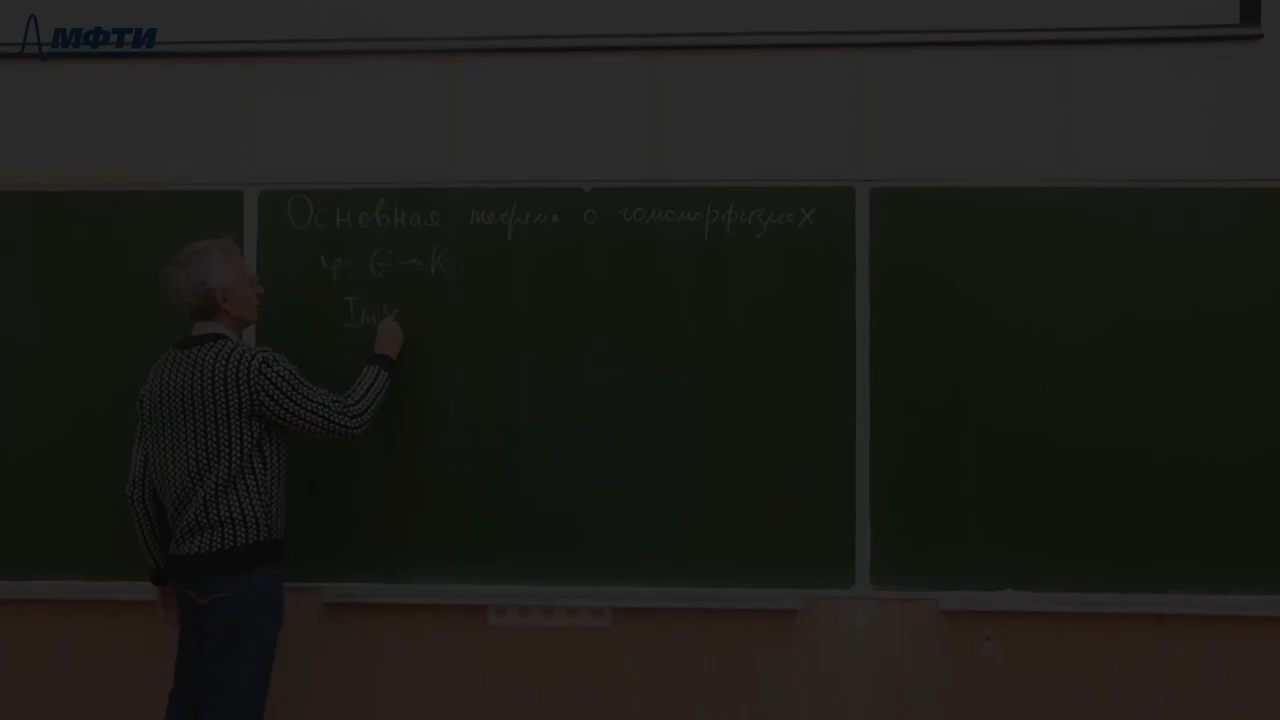 МФТИ
Основная теорема о гомоморфизмах
φ: G → K
Im